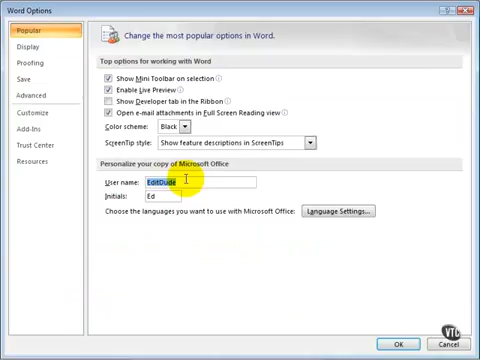 Word Options
Popular
Display
Proofing
Save
Advanced
Customize
Add-Ins
Trust Center
Resources
Change the most popular options in Word.
Top options for working with Word
Show Mini Toolbar on selection
Enable Live Preview
Show Developer tab in the Ribbon
Open e-mail attachments in Full Screen Reading view
Color scheme: Black
ScreenTip style: Show feature descriptions in ScreenTips
Personalize your copy of Microsoft Office
User name: EditDude
Initials: Ed
Choose the languages you want to use with Microsoft Office: Language Settings...
VTC
OK Cancel